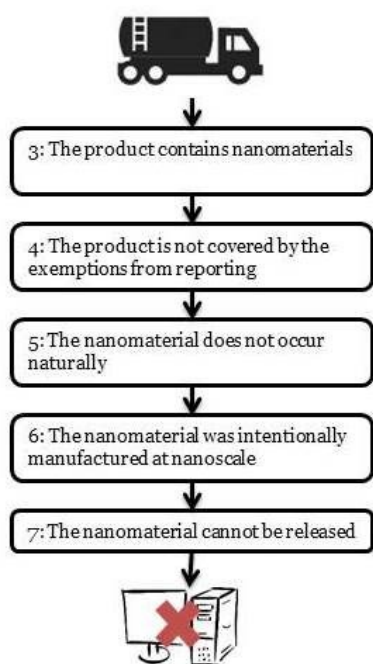 3: The product contains nanomaterials
4: The product is not covered by the
exemptions from reporting
5: The nanomaterial does not occur
naturally
6: The nanomaterial was intentionally
manufactured at nanoscale
7: The nanomaterial cannot be released